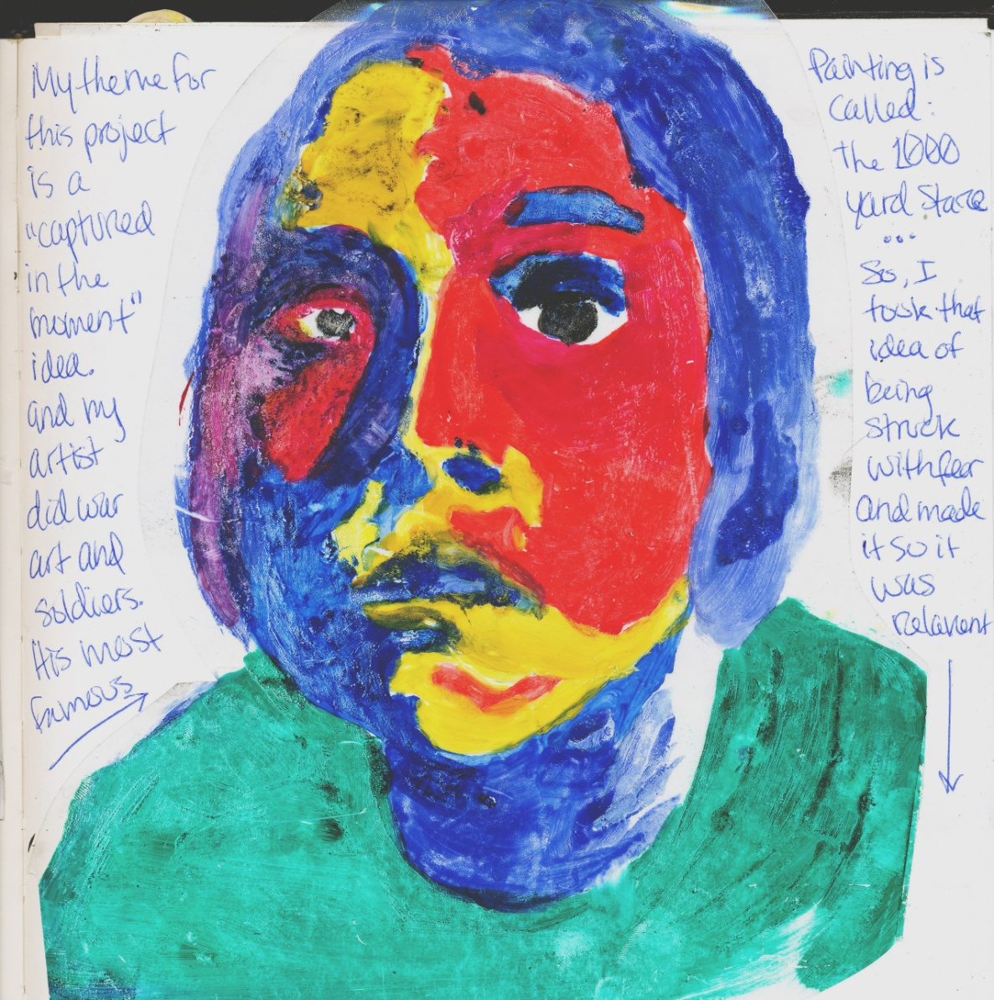 My theme for
this project
is a
"captured
in the
moment"
idea.
and my
artist
did war
art and
soldiers.
His most
famous
Painting is
called:
the 1000
yard Stare
...
So, I
took that
idea of
being
struck
with fear
and made
it so it
was
relavent